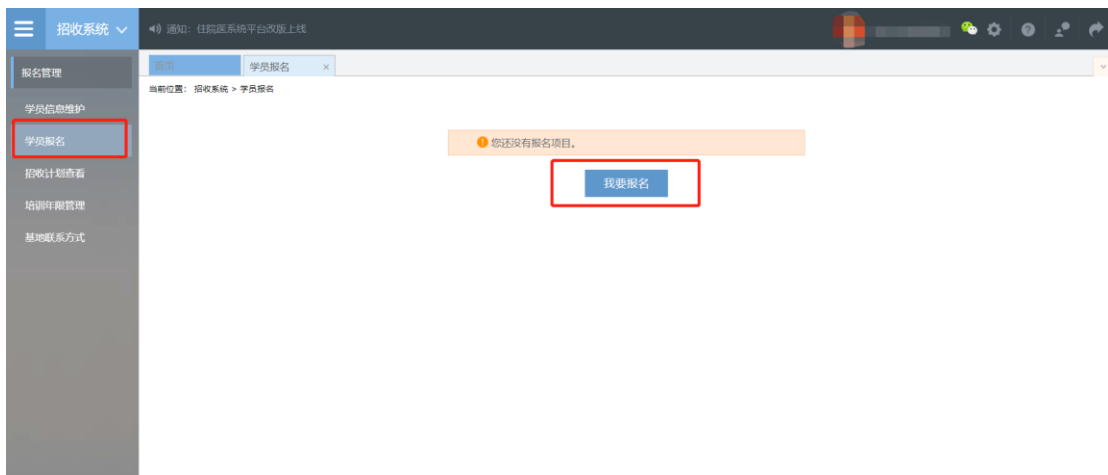 招收系统
通知：住院医系统平台改版上线
报名管理
首页
学员报名 ×
当前位置： 招收系统 > 学员报名
学员信息维护
学员报名
招收计划查看
培训年限管理
基地联系方式
您还没有报名项目。
我要报名